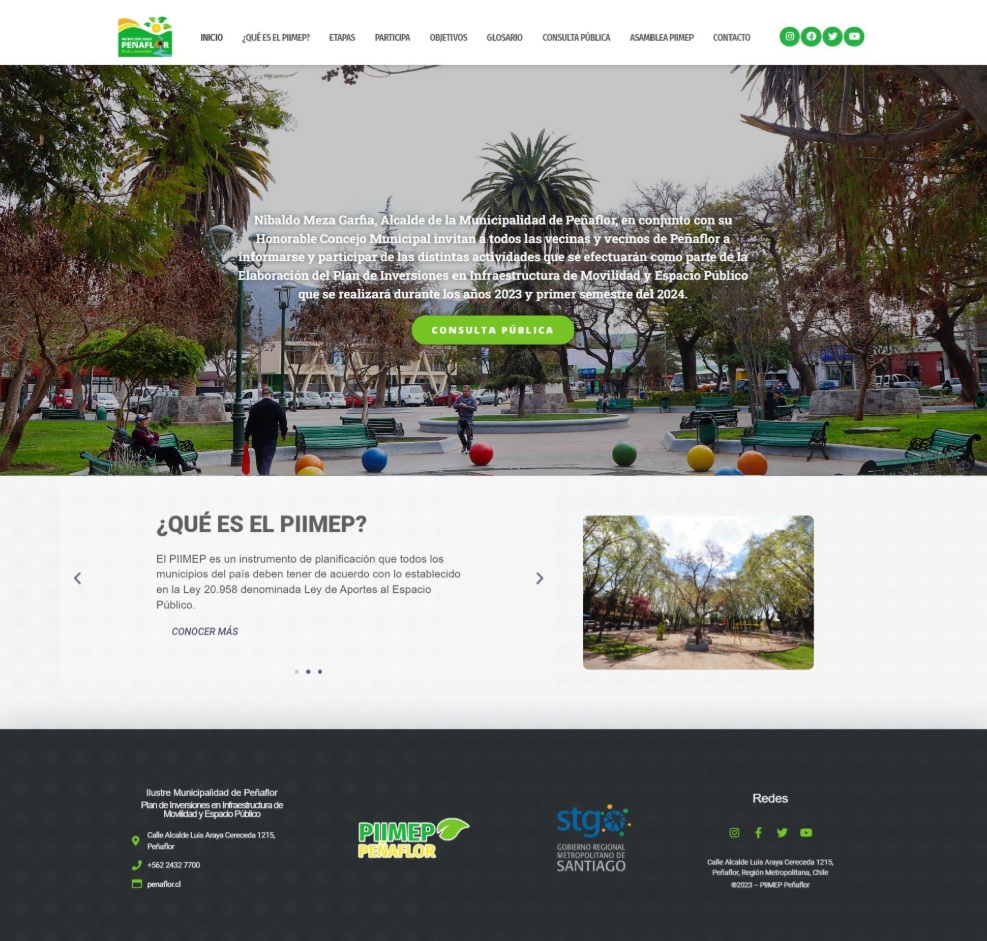 MUNICIPALIDAD
PEÑAFLOR
INICIO
¿QUÉ ES EL PIIMEP?
ETAPAS
PARTICIPA
OBJETIVOS
GLOSARIO
CONSULTA PÚBLICA
ASAMBLEA PIIMEP
CONTACTO
Nibaldo Meza Garfia, Alcalde de la Municipalidad de Peñaflor, en conjunto con su
Honorable Concejo Municipal invitan a todos las vecinas y vecinos de Peñaflor a
informarse y participar de las distintas actividades que se efectuarán como parte de la
Elaboración del Plan de Inversiones en Infraestructura de Movilidad y Espacio Público
que se realizará durante los años 2023 y primer semestre del 2024.
CONSULTA PÚBLICA
¿QUÉ ES EL PIIMEP?
El PIIMEP es un instrumento de planificación que todos los
municipios del país deben tener de acuerdo con lo establecido
en la Ley 20.958 denominada Ley de Aportes al Espacio
Público.
CONOCER MÁS
Ilustre Municipalidad de Peñaflor
Plan de Inversiones en Infraestructura de
Movilidad y Espacio Público
Calle Alcalde Luis Araya Cereceda 1215,
Peñaflor
+562 2432 7700
penaflor.cl
PIIMEP
PEÑAFLOR
stgo
GOBIERNO REGIONAL
METROPOLITANO DE
SANTIAGO
Redes
Calle Alcalde Luis Araya Cereceda 1215,
Peñaflor, Región Metropolitana, Chile
®2023 – PIIMEP Peñaflor